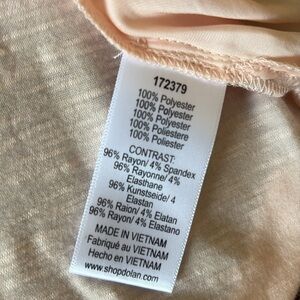 172379
100% Polyester
100% Polyester
100% Polyester
100% Poliestere
100% Poliester
CONTRAST:
96% Rayon/ 4% Spandex
96% Rayonne/ 4%
Elasthane
96% Kunstseide/ 4
Elastan
96% Raion/ 4% Elatan
96% Rayon/ 4% Elastano
MADE IN VIETNAM
Fabriqué au VIETNAM
Hecho en VIETNAM
www.shopdolan.com